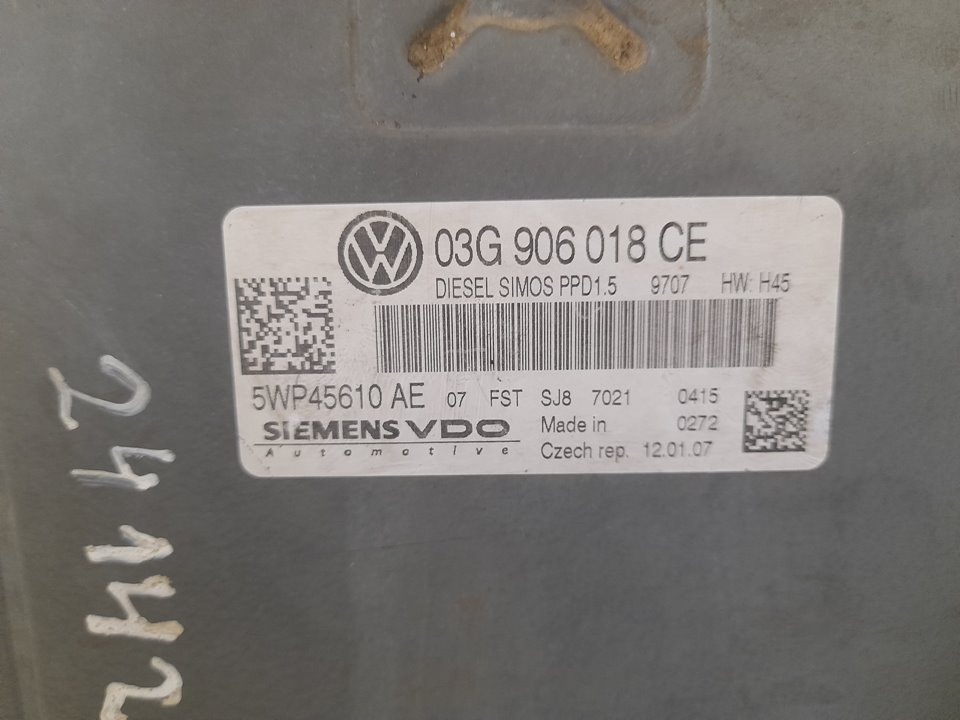 03G 906 018 CE
DIESEL SIMOS PPD1.5 9707 HW: H45
5WP45610 AE 07 FST SJ8 7021 0415
SIEMENS VDO Made in 0272
Automotive Czech rep. 12.01.07